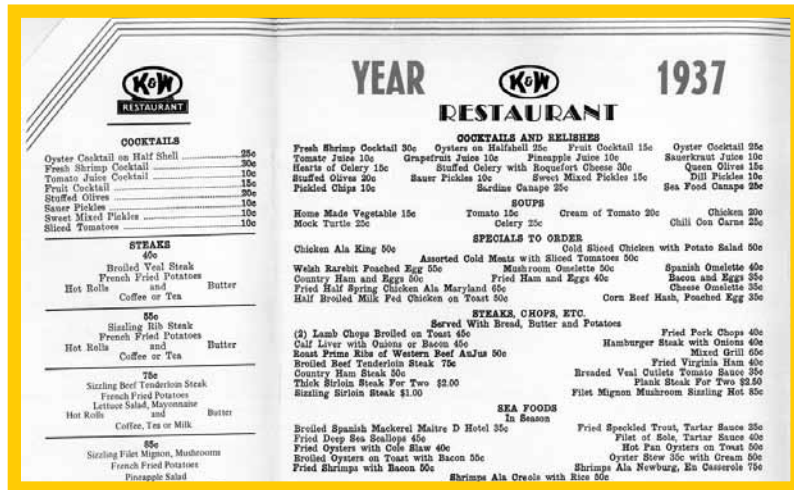 K&W
RESTAURANT
COCKTAILS
Oyster Cocktail on Half Shell 25c
Fresh Shrimp Cocktail 30c
Tomato Juice Cocktail 10c
Fruit Cocktail 15c
Stuffed Olives 20c
Sauer Pickles 10c
Sweet Mixed Pickles 10c
Sliced Tomatoes 10c
STEAKS
40c
Broiled Veal Steak
French Fried Potatoes
Hot Rolls and Butter
Coffee or Tea
55c
Sizzling Rib Steak
French Fried Potatoes
Hot Rolls and Butter
Coffee or Tea
75c
Sizzling Beef Tenderloin Steak
French Fried Potatoes
Lettuce Salad, Mayonnaise
Hot Rolls and Butter
Coffee, Tea or Milk
85c
Sizzling Filet Mignon, Mushrooms
French Fried Potatoes
Pineapple Salad
YEAR K&W 1937
RESTAURANT
COCKTAILS AND RELISHES
Fresh Shrimp Cocktail 30c Oysters on Halfshell 25c Fruit Cocktail 15c Oyster Cocktail 25c
Tomato Juice 10c Grapefruit Juice 10c Pineapple Juice 10c Sauerkraut Juice 10c
Hearts of Celery 15c Stuffed Celery with Roquefort Cheese 30c Queen Olives 15c
Stuffed Olives 20c Sauer Pickles 10c Sweet Mixed Pickles 15c Dill Pickles 10c
Pickled Chips 10c Sardine Canape 25c Sea Food Canape 25c
SOUPS
Home Made Vegetable 15c Tomato 15c Cream of Tomato 20c Chicken 20c
Mock Turtle 25c Celery 25c Chili Con Carne 25c
SPECIALS TO ORDER
Chicken Ala King 50c Cold Sliced Chicken with Potato Salad 50c
Assorted Cold Meats with Sliced Tomatoes 50c
Welsh Rarebit Poached Egg 55c Mushroom Omelette 50c Spanish Omelette 40c
Country Ham and Eggs 50c Fried Ham and Eggs 40c Bacon and Eggs 35c
Fried Half Spring Chicken Ala Maryland 65c Cheese Omelette 35c
Half Broiled Milk Fed Chicken on Toast 50c Corn Beef Hash, Poached Egg 35c
STEAKS, CHOPS, ETC.
Served With Bread, Butter and Potatoes
(2) Lamb Chops Broiled on Toast 45c Fried Pork Chops 40c
Calf Liver with Onions or Bacon 45c Hamburger Steak with Onions 40c
Roast Prime Ribs of Western Beef AuJus 50c Mixed Grill 65c
Broiled Beef Tenderloin Steak 75c Fried Virginia Ham 40c
Country Ham Steak 50c Breaded Veal Cutlets Tomato Sauce 35c
Thick Sirloin Steak For Two $2.00 Plank Steak For Two $2.50
Sizzling Sirloin Steak $1.00 Filet Mignon Mushroom Sizzling Hot 85c
SEA FOODS
In Season
Broiled Spanish Mackerel Maitre D Hotel 35c Fried Speckled Trout, Tartar Sauce 35c
Fried Deep Sea Scallops 45c Filet of Sole, Tartar Sauce 40c
Fried Oysters with Cole Slaw 40c Hot Pan Oysters on Toast 50c
Broiled Oysters on Toast with Bacon 55c Oyster Stew 35c with Cream 50c
Fried Shrimps with Bacon 50c Shrimps Ala Newburg, En Casserole 75c
Shrimps Ala Creole with Rice 50c